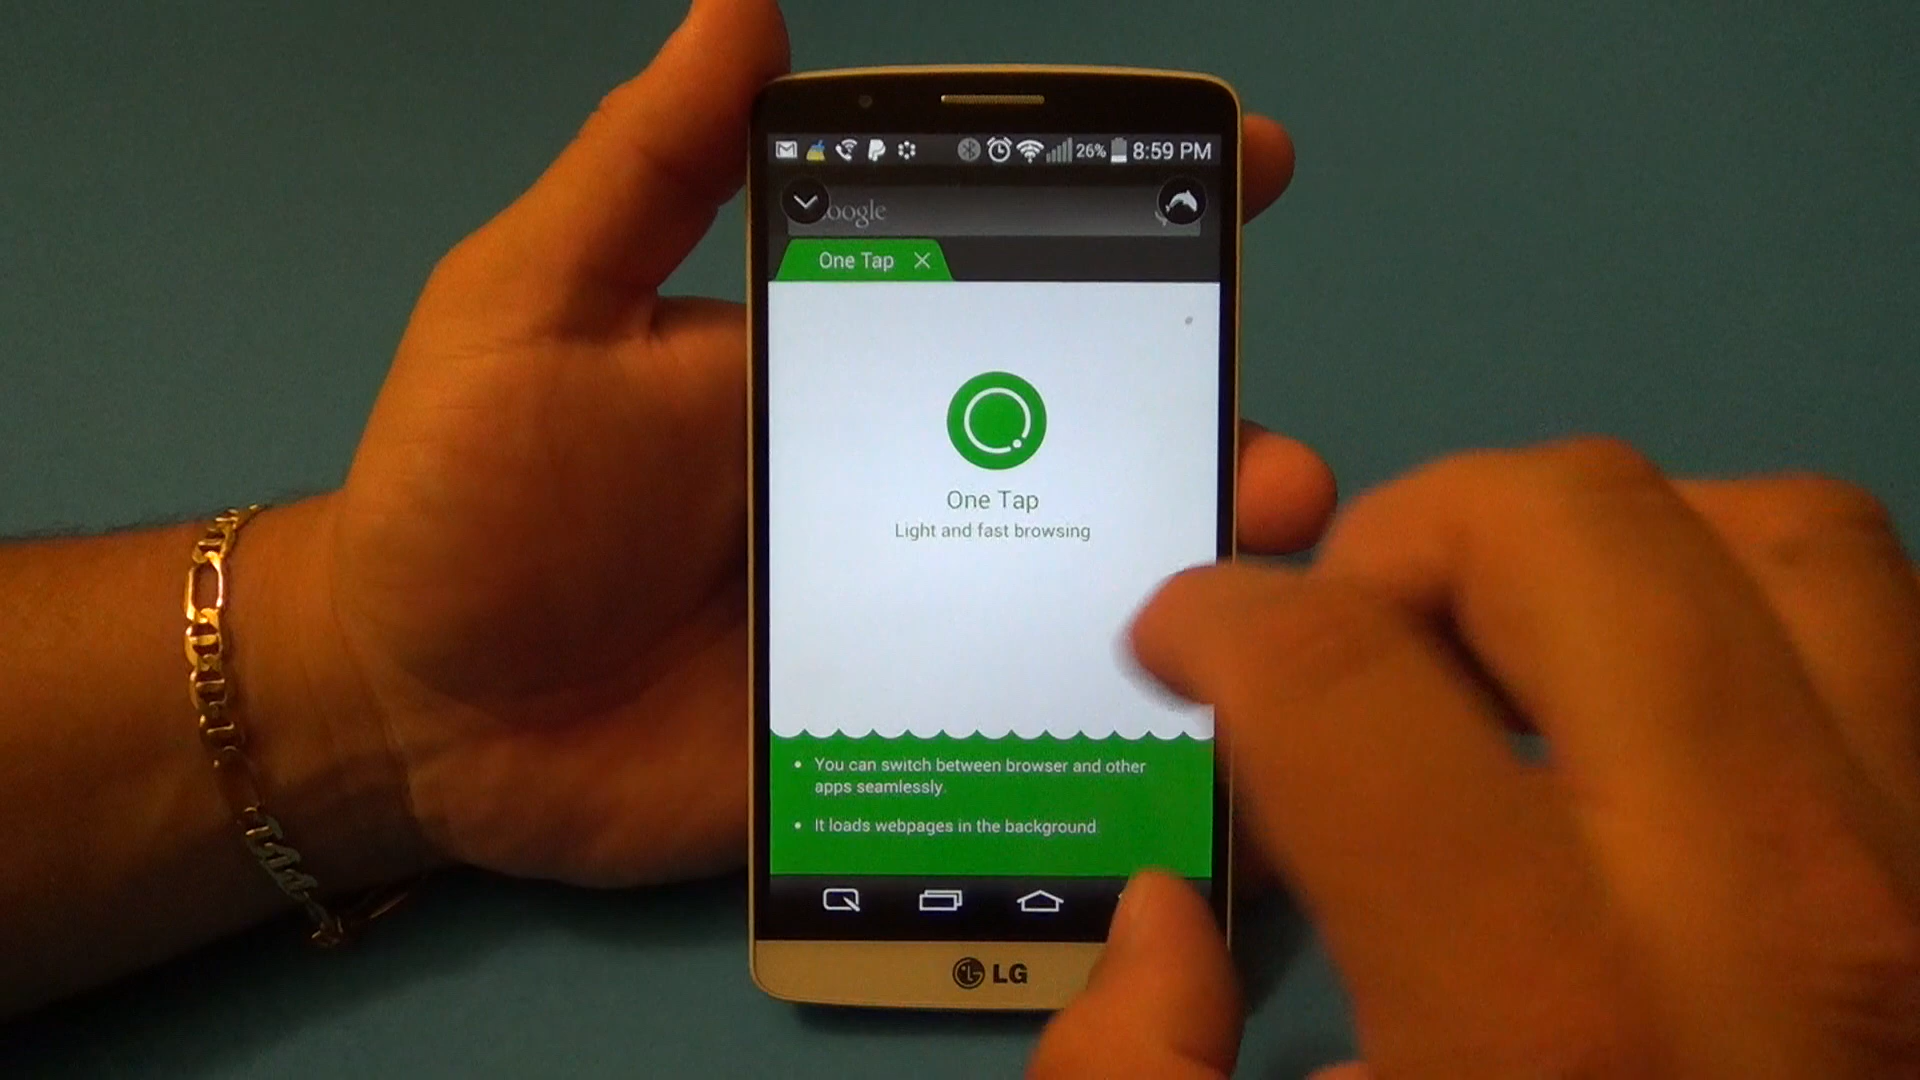 26% 8:59 PM
oogle
One Tap
One Tap
Light and fast browsing
• You can switch between browser and other
apps seamlessly.
• It loads webpages in the background
LG